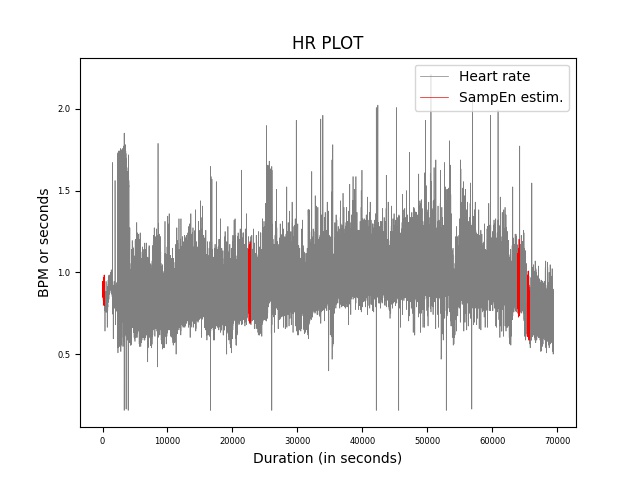 HR PLOT
Heart rate
SampEn estim.
BPM or seconds
2.0
1.5
1.0
0.5
0 10000 20000 30000 40000 50000 60000 70000
Duration (in seconds)